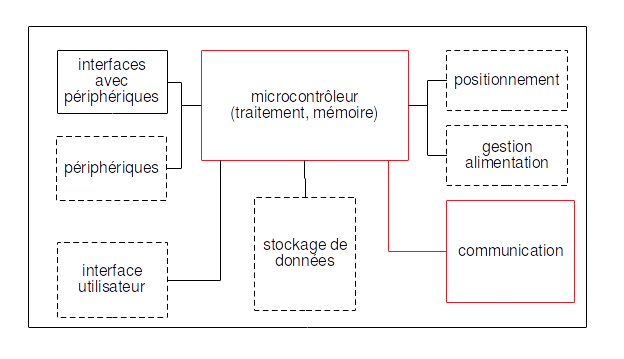 interfaces
avec
périphériques
microcontrôleur
(traitement, mémoire)
positionnement
périphériques
gestion
alimentation
interface
utilisateur
stockage de
données
communication